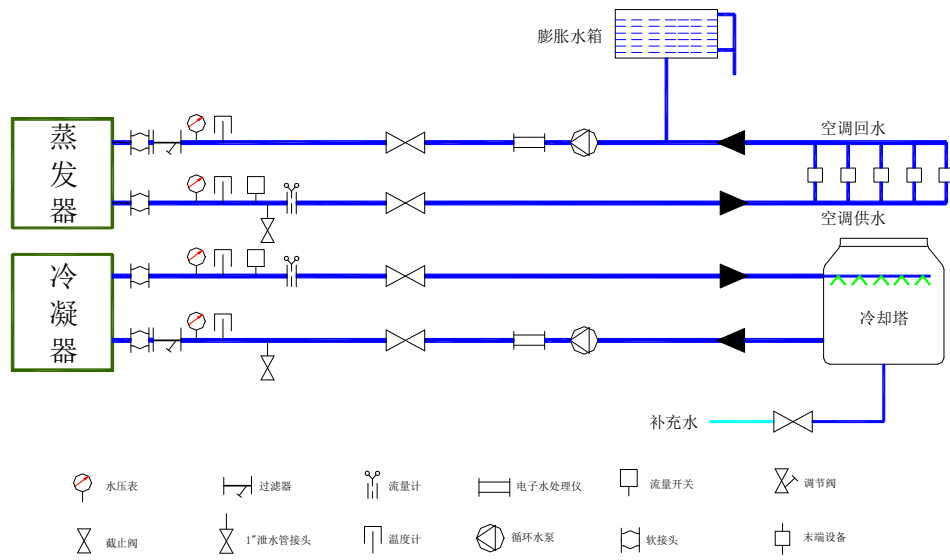 膨胀水箱
蒸发器
空调回水
空调供水
冷凝器
冷却塔
补充水
水压表 过滤器 流量计 电子水处理仪 流量开关 调节阀
截止阀 1"泄水管接头 温度计 循环水泵 软接头 末端设备